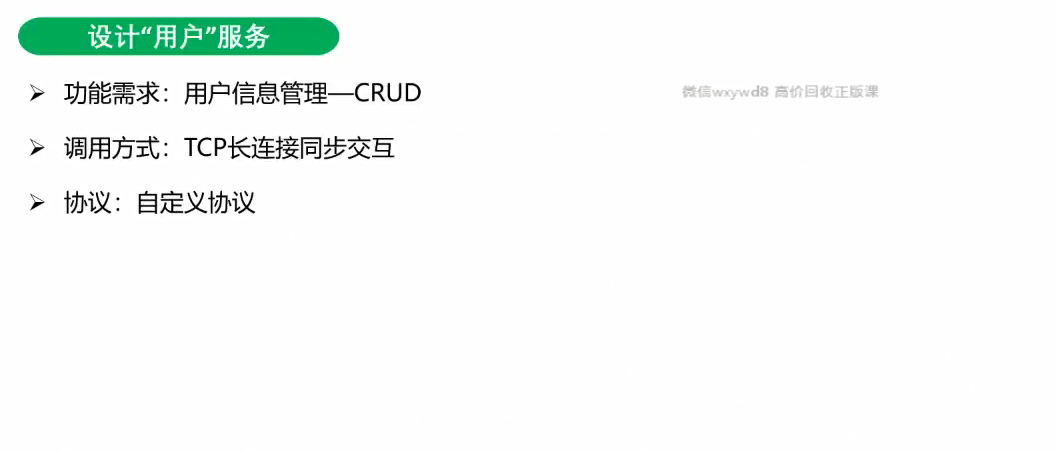 设计“用户”服务
➢ 功能需求：用户信息管理—CRUD
微信wxywd8 高价回收正版课
➢ 调用方式：TCP长连接同步交互
➢ 协议：自定义协议